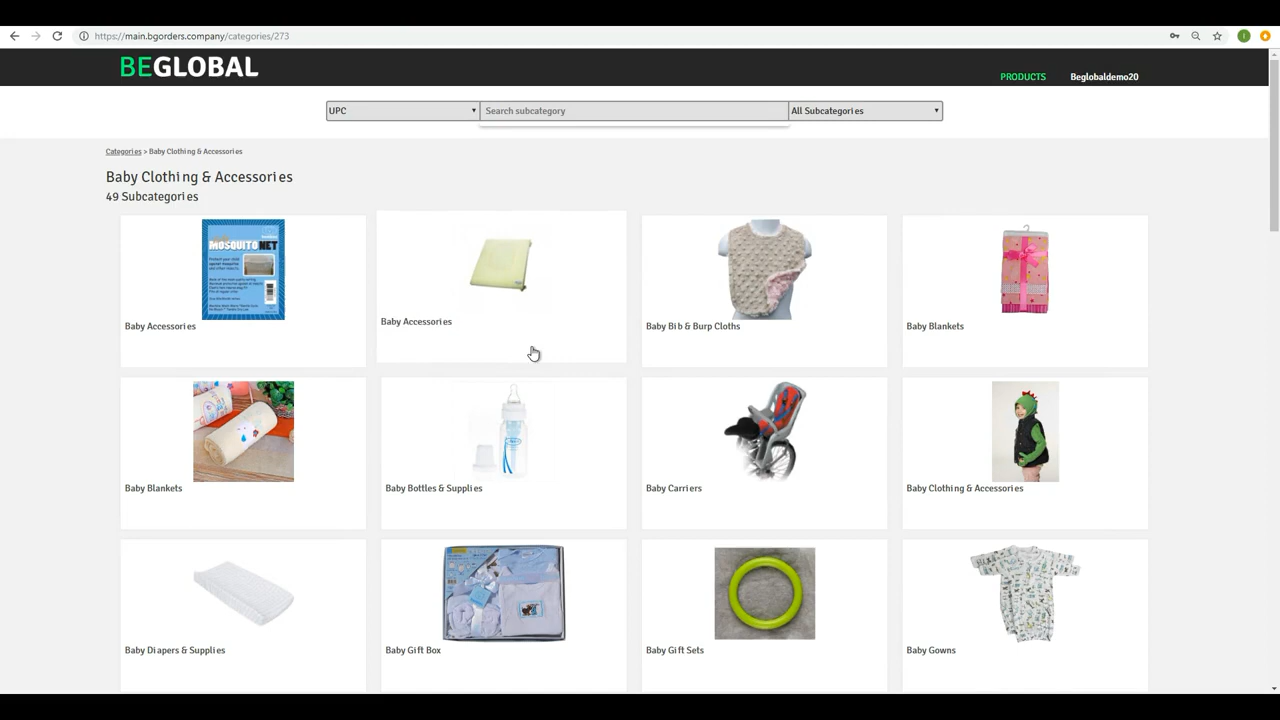 https://main.bgorders.company/categories/273
BEGLOBAL
PRODUCTS
Beglobaldemo20
UPC
Search subcategory
All Subcategories
Categories > Baby Clothing & Accessories
Baby Clothing & Accessories
49 Subcategories
MOSQUITO NET
Baby Accessories
Baby Accessories
Baby Bib & Burp Cloths
Baby Blankets
Baby Blankets
Baby Bottles & Supplies
Baby Carriers
Baby Clothing & Accessories
Baby Diapers & Supplies
Baby Gift Box
Baby Gift Sets
Baby Gowns